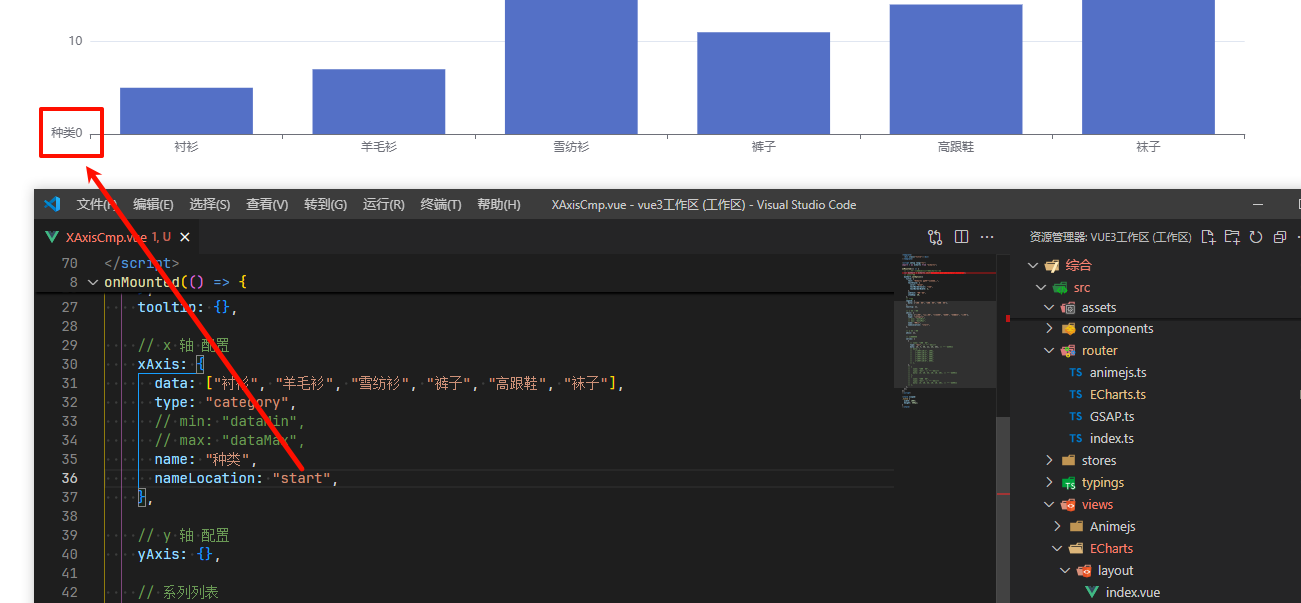 10
种类0
衬衫 羊毛衫 雪纺衫 裤子 高跟鞋 袜子
文件(F) 编辑(E) 选择(S) 查看(V) 转到(G) 运行(R) 终端(T) 帮助(H) XAxisCmp.vue - vue3工作区 (工作区) - Visual Studio Code
XAxisCmp.vue 1, U
资源管理器: VUE3工作区 (工作区)
70 </script>
8 onMounted(() => {
27 tooltip: {},
28
29 // x 轴 配置
30 xAxis: {
31 data: ["衬衫", "羊毛衫", "雪纺衫", "裤子", "高跟鞋", "袜子"],
32 type: "category",
33 // min: "dataMin",
34 // max: "dataMax",
35 name: "种类",
36 nameLocation: "start",
37 },
38
39 // y 轴 配置
40 yAxis: {},
41
42 // 系列列表
综合
src
assets
components
router
TS animejs.ts
TS ECharts.ts
TS GSAP.ts
TS index.ts
stores
typings
views
Animejs
ECharts
layout
index.vue